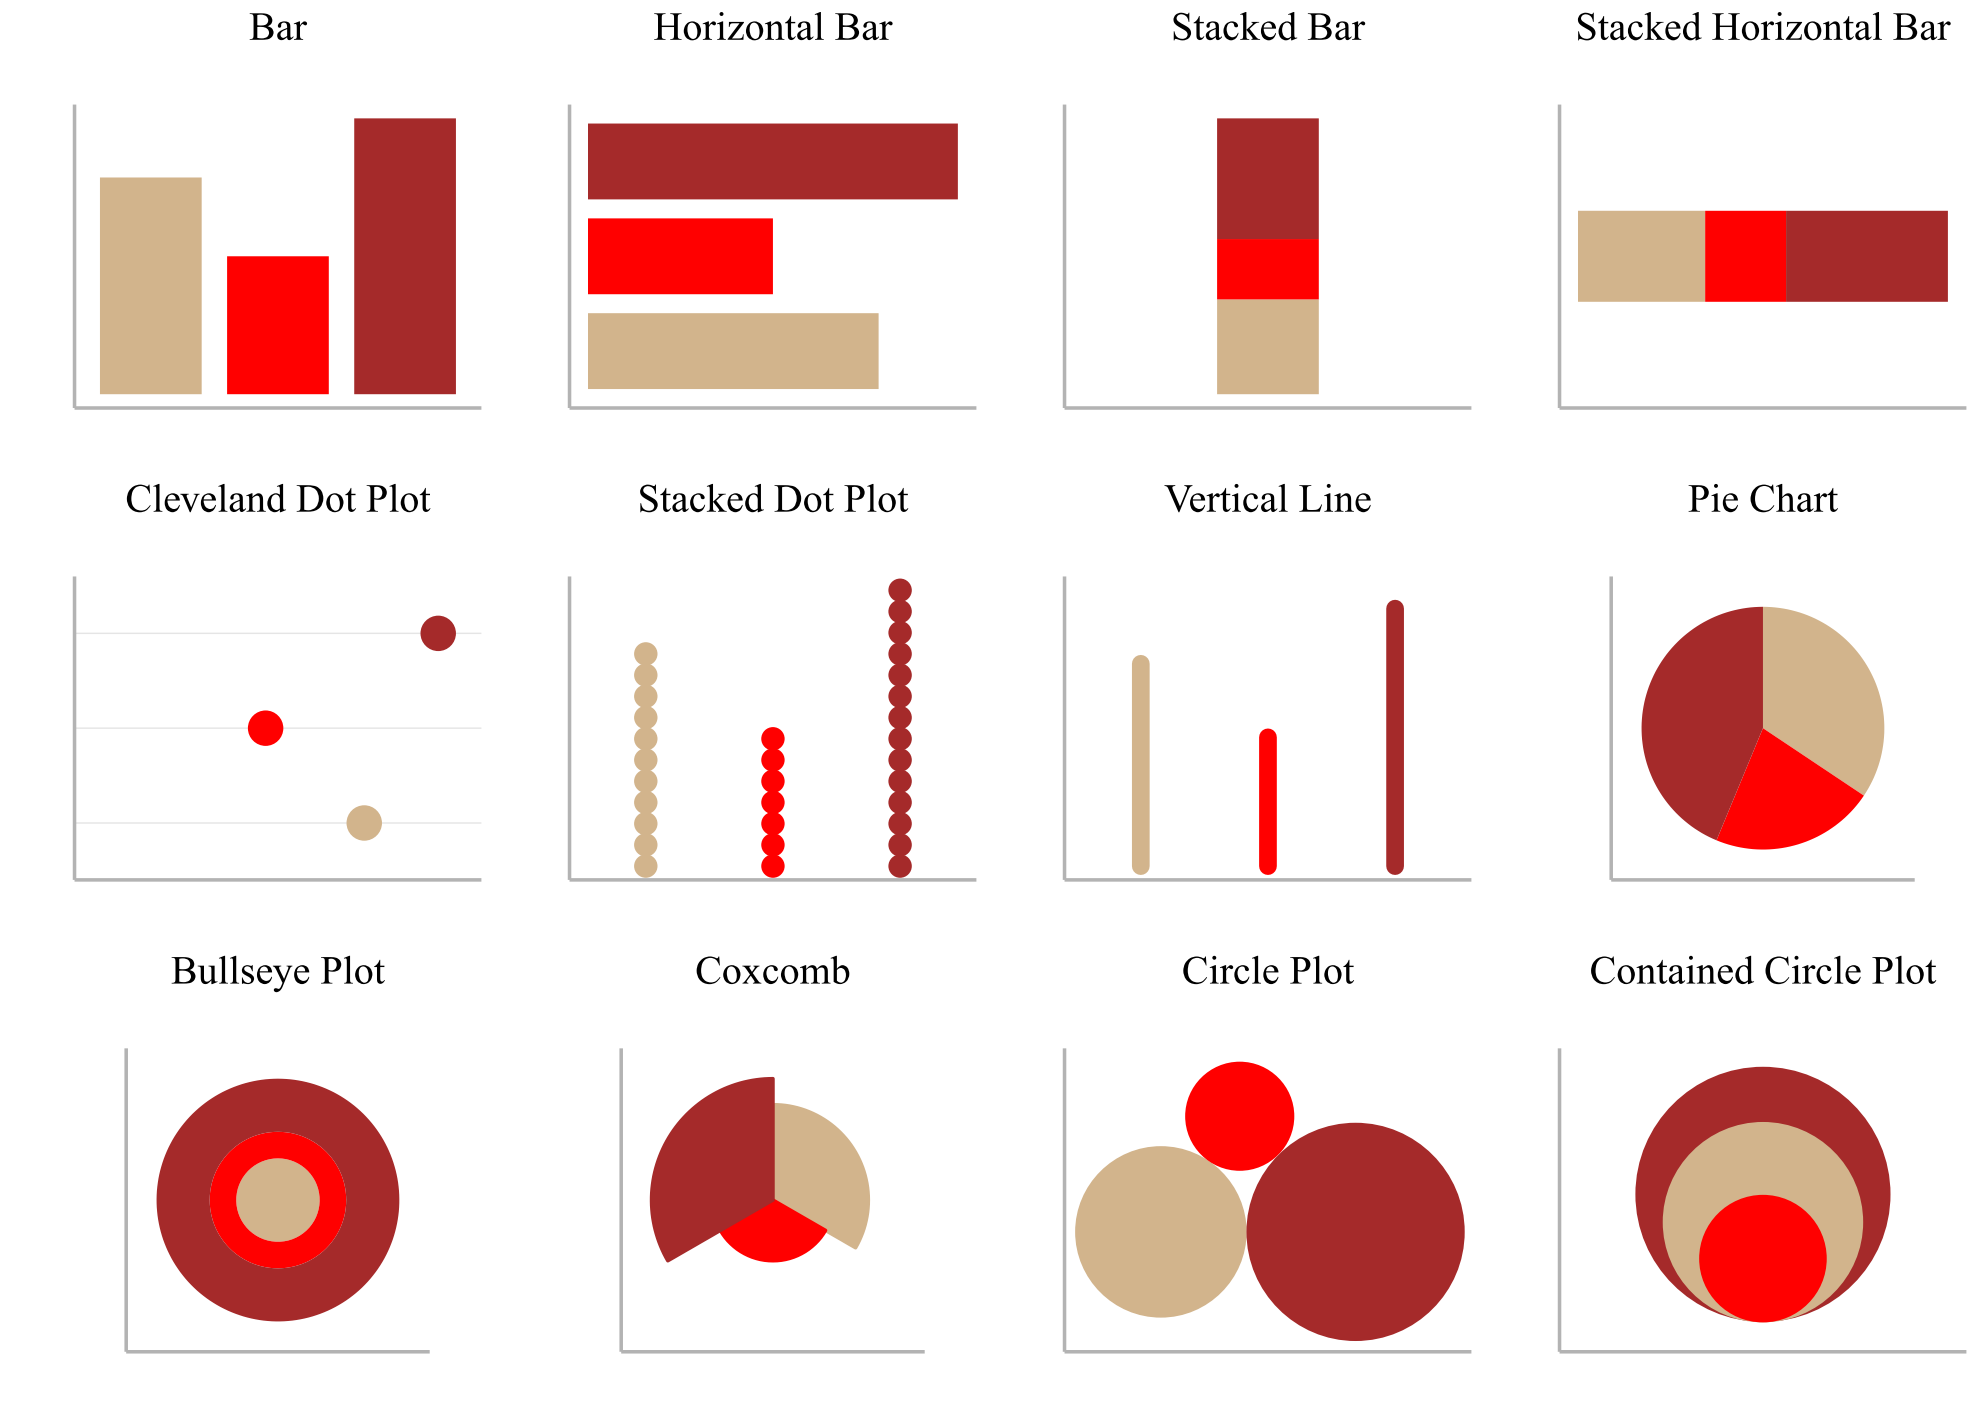 Bar
Horizontal Bar
Stacked Bar
Stacked Horizontal Bar
Cleveland Dot Plot
Stacked Dot Plot
Vertical Line
Pie Chart
Bullseye Plot
Coxcomb
Circle Plot
Contained Circle Plot